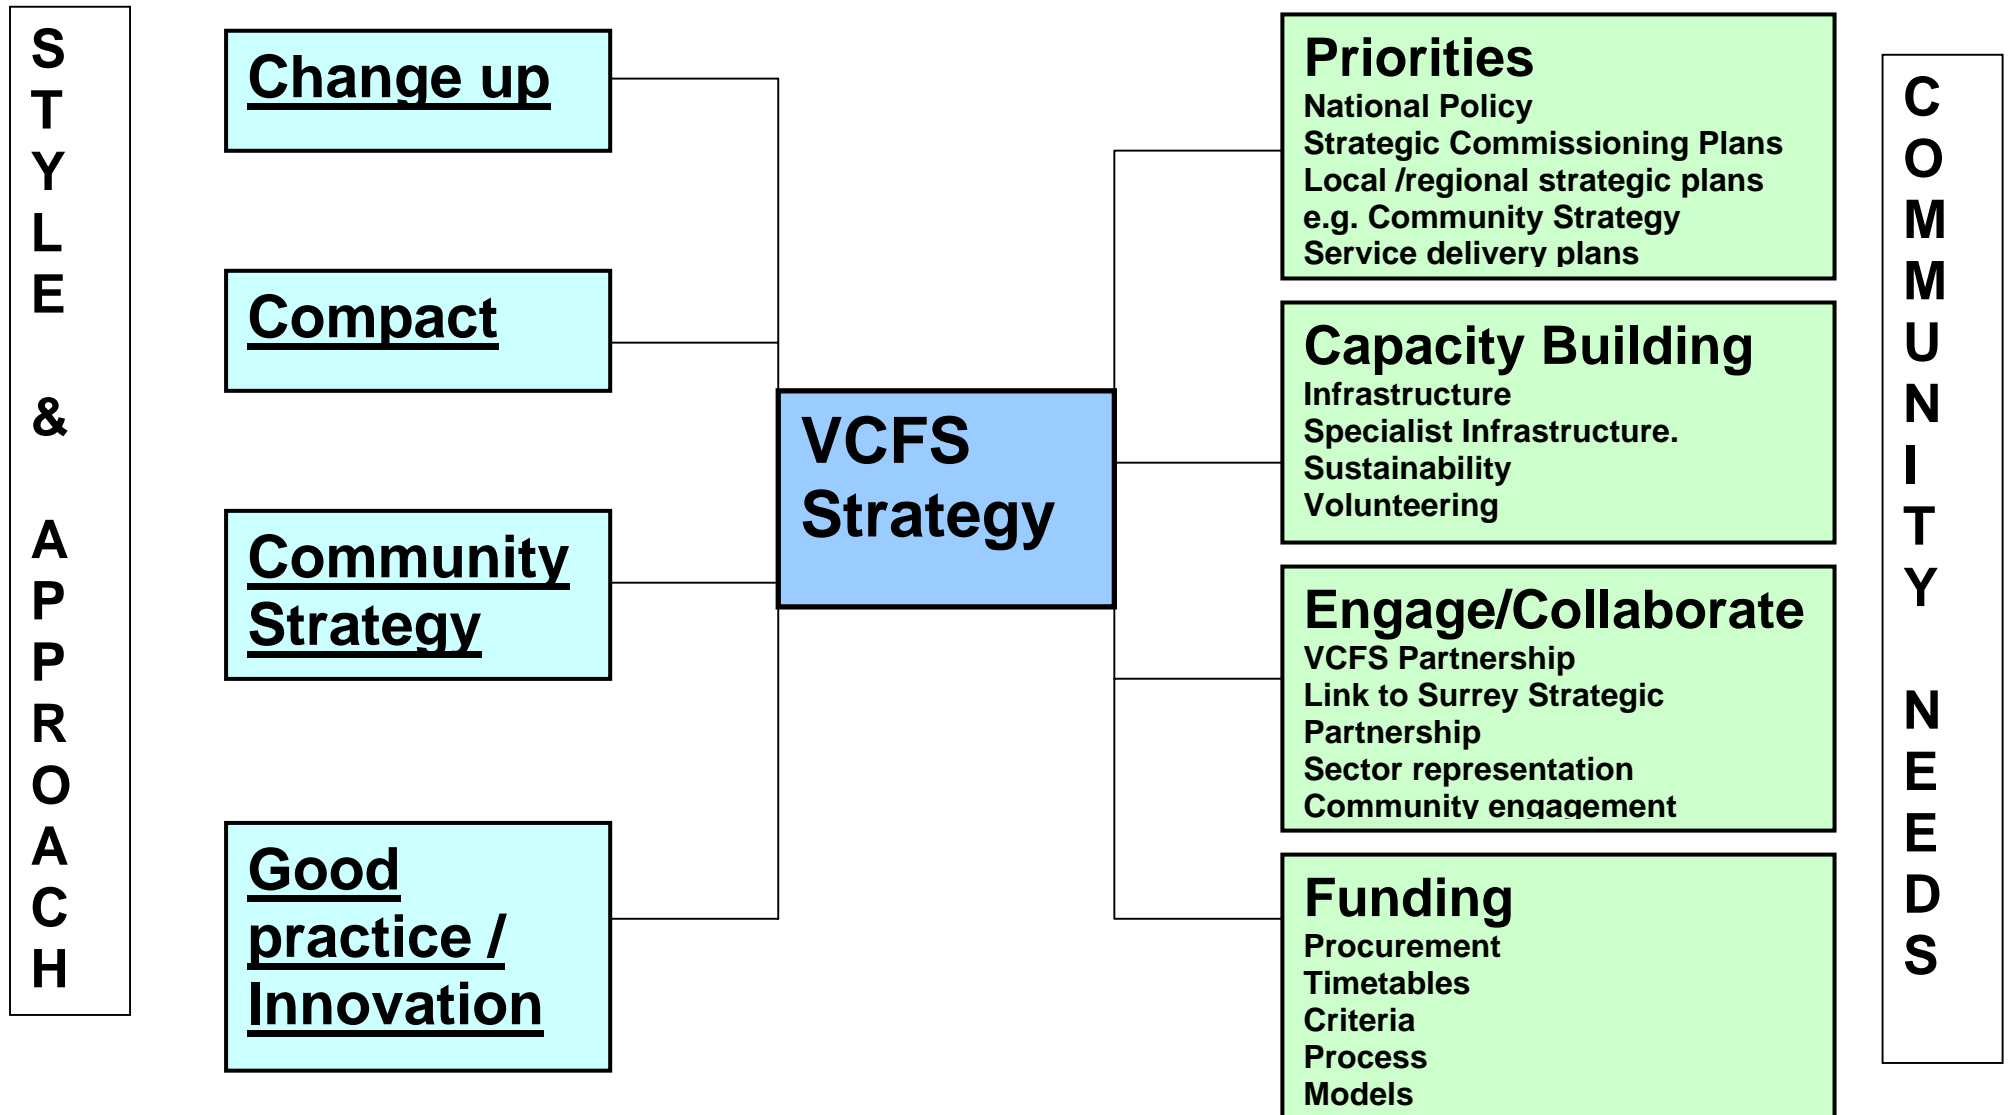 STYLE & APPROACH
Change up
Compact
Community
Strategy
Good
practice /
Innovation
VCFS
Strategy
Priorities
National Policy
Strategic Commissioning Plans
Local /regional strategic plans
e.g. Community Strategy
Service delivery plans
Capacity Building
Infrastructure
Specialist Infrastructure.
Sustainability
Volunteering
Engage/Collaborate
VCFS Partnership
Link to Surrey Strategic
Partnership
Sector representation
Community engagement
Funding
Procurement
Timetables
Criteria
Process
Models
COMMUNITY NEEDS